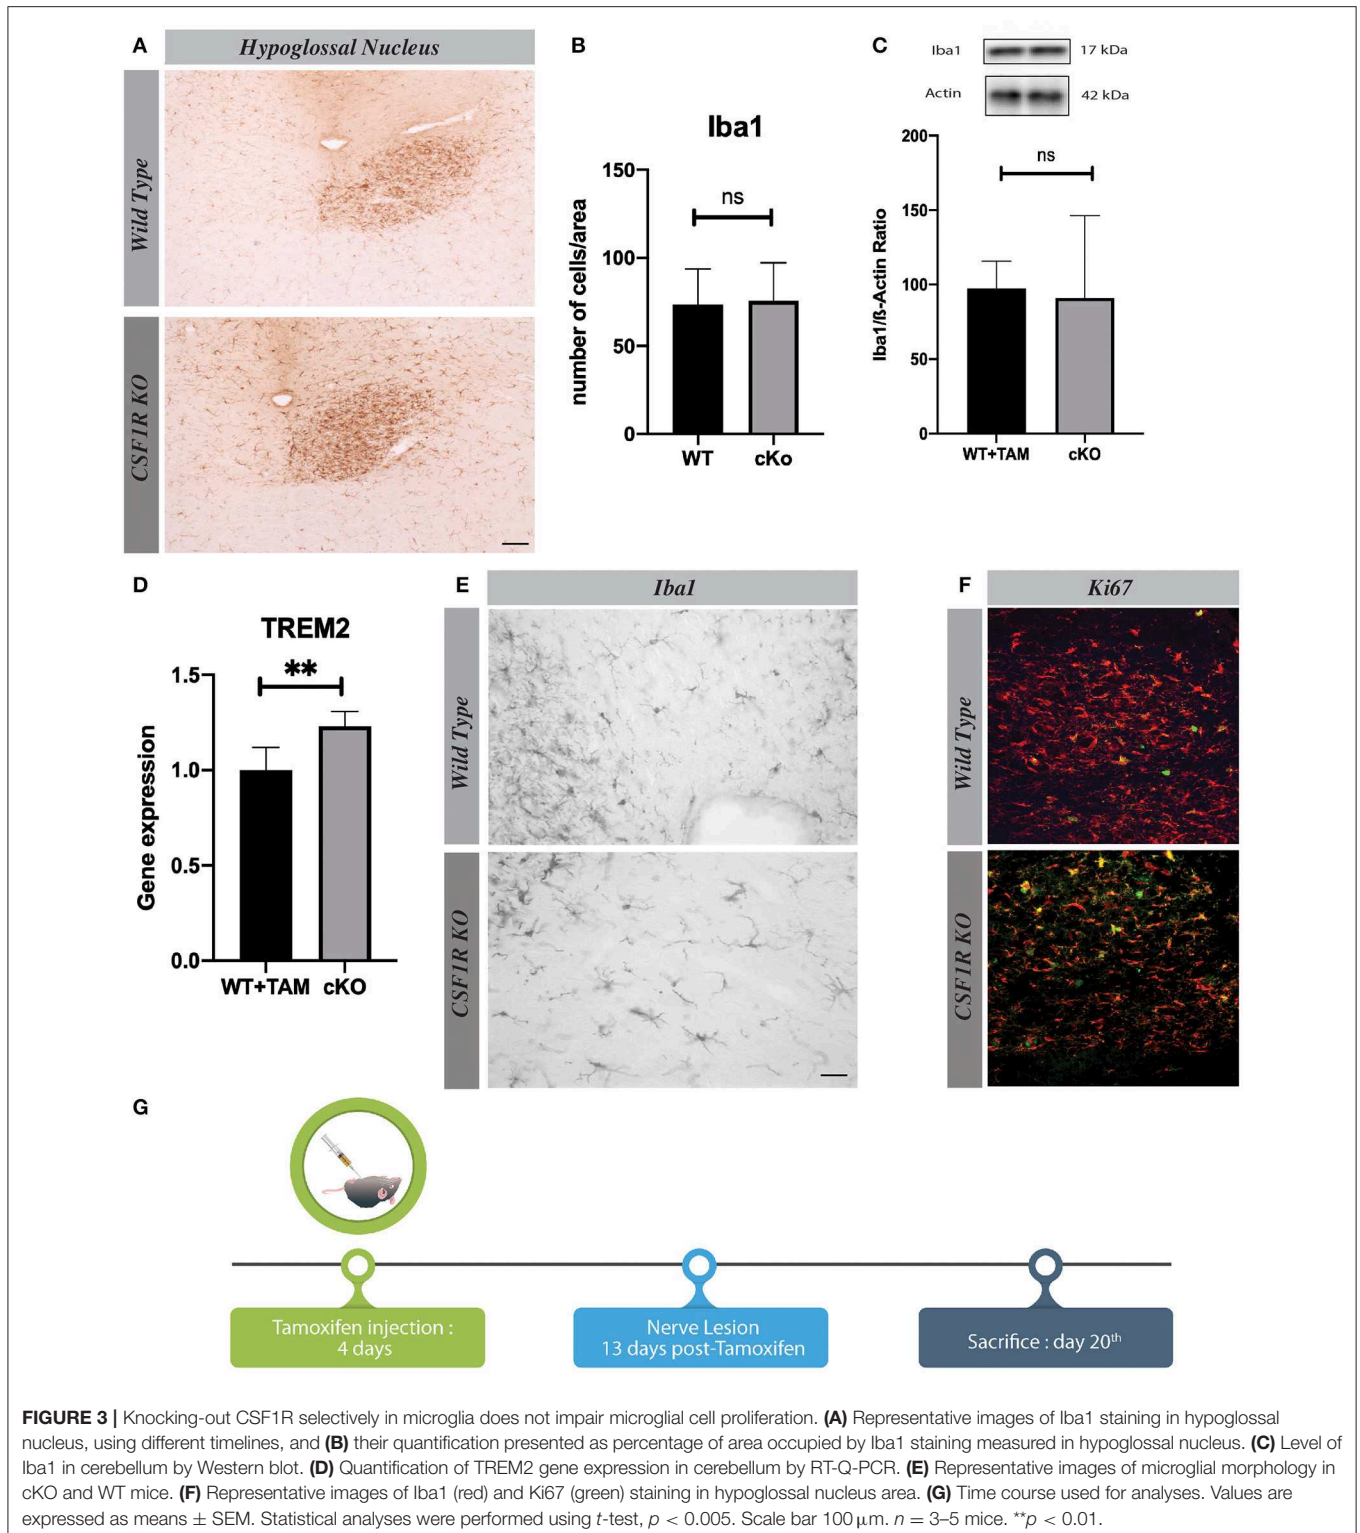 A
Hypoglossal Nucleus
Wild Type
CSF1R KO
B
Iba1
150
100
50
0
number of cells/area
ns
WT
cKo
C
Iba1
17 kDa
Actin
42 kDa
200
150
100
50
0
Iba1/ß-Actin Ratio
ns
WT+TAM
cKO
D
TREM2
**
1.5
1.0
0.5
0.0
Gene expression
WT+TAM
cKO
E
Iba1
Wild Type
CSF1R KO
F
Ki67
Wild Type
CSF1R KO
G
Tamoxifen injection :
4 days
Nerve Lesion
13 days post-Tamoxifen
Sacrifice : day 20th
FIGURE 3 | Knocking-out CSF1R selectively in microglia does not impair microglial cell proliferation. (A) Representative images of Iba1 staining in hypoglossal
nucleus, using different timelines, and (B) their quantification presented as percentage of area occupied by Iba1 staining measured in hypoglossal nucleus. (C) Level of
Iba1 in cerebellum by Western blot. (D) Quantification of TREM2 gene expression in cerebellum by RT-Q-PCR. (E) Representative images of microglial morphology in
cKO and WT mice. (F) Representative images of Iba1 (red) and Ki67 (green) staining in hypoglossal nucleus area. (G) Time course used for analyses. Values are
expressed as means ± SEM. Statistical analyses were performed using t-test, p < 0.005. Scale bar 100 μm. n = 3–5 mice. **p < 0.01.